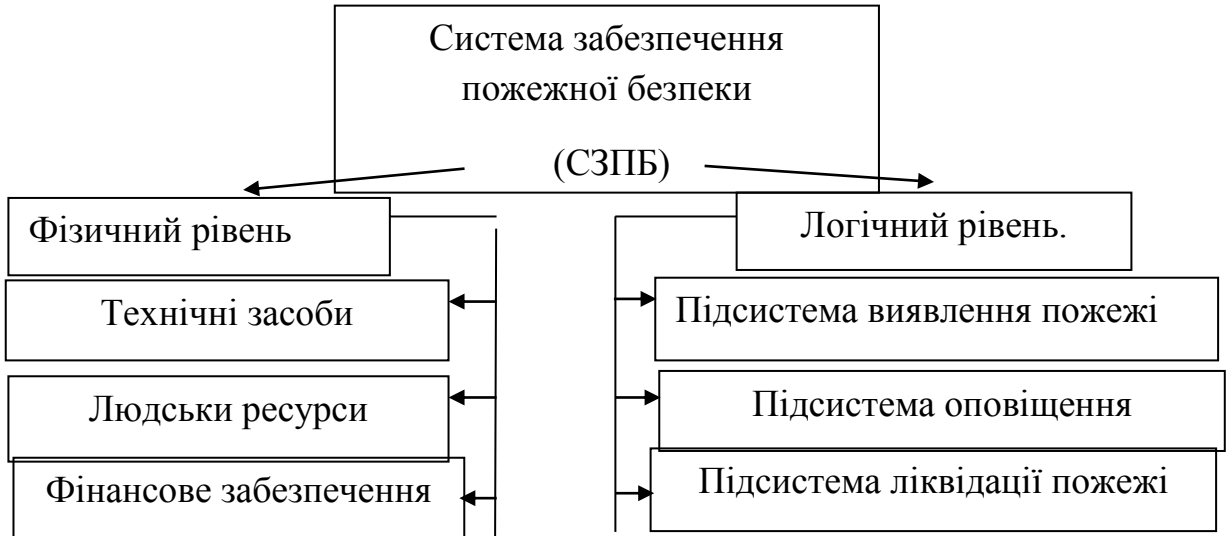 Система забезпечення
пожежної безпеки
(СЗПБ)
Фізичний рівень
Логічний рівень.
Технічні засоби
Підсистема виявлення пожежі
Людськи ресурси
Підсистема оповіщення
Фінансове забезпечення
Підсистема ліквідації пожежі